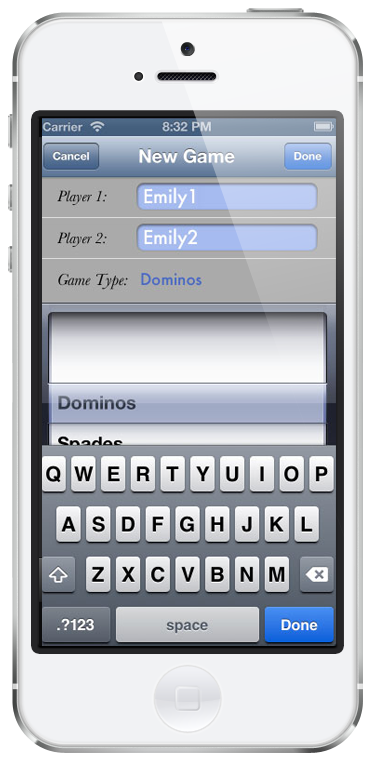 Carrier 8:32 PM
Cancel New Game Done
Player 1: Emily1
Player 2: Emily2
Game Type: Dominos
Dominos
Spades
Q W E R T Y U I O P
A S D F G H J K L
Z X C V B N M
.?123 space Done